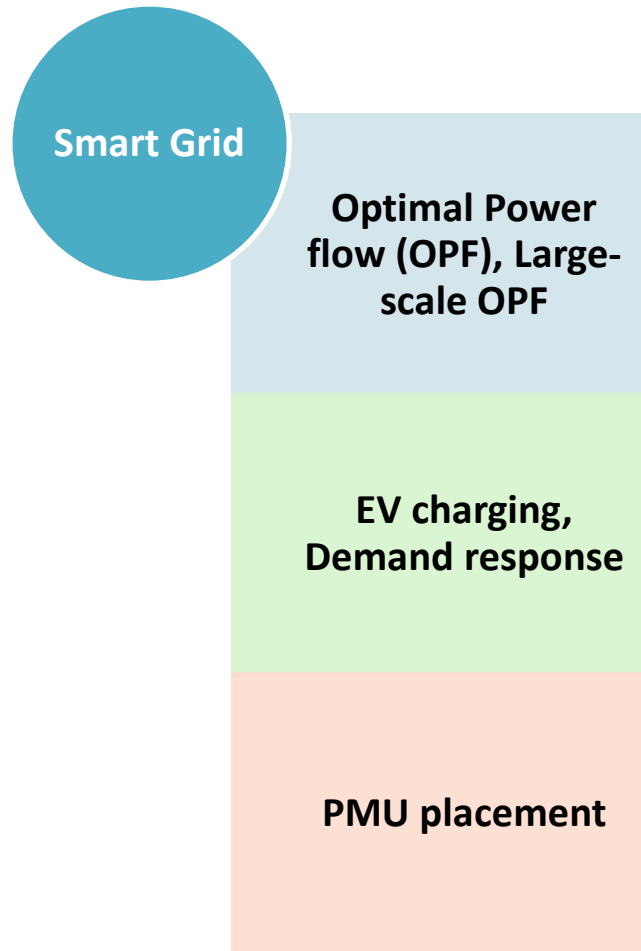 Smart Grid
Optimal Power
flow (OPF), Large-
scale OPF
EV charging,
Demand response
PMU placement